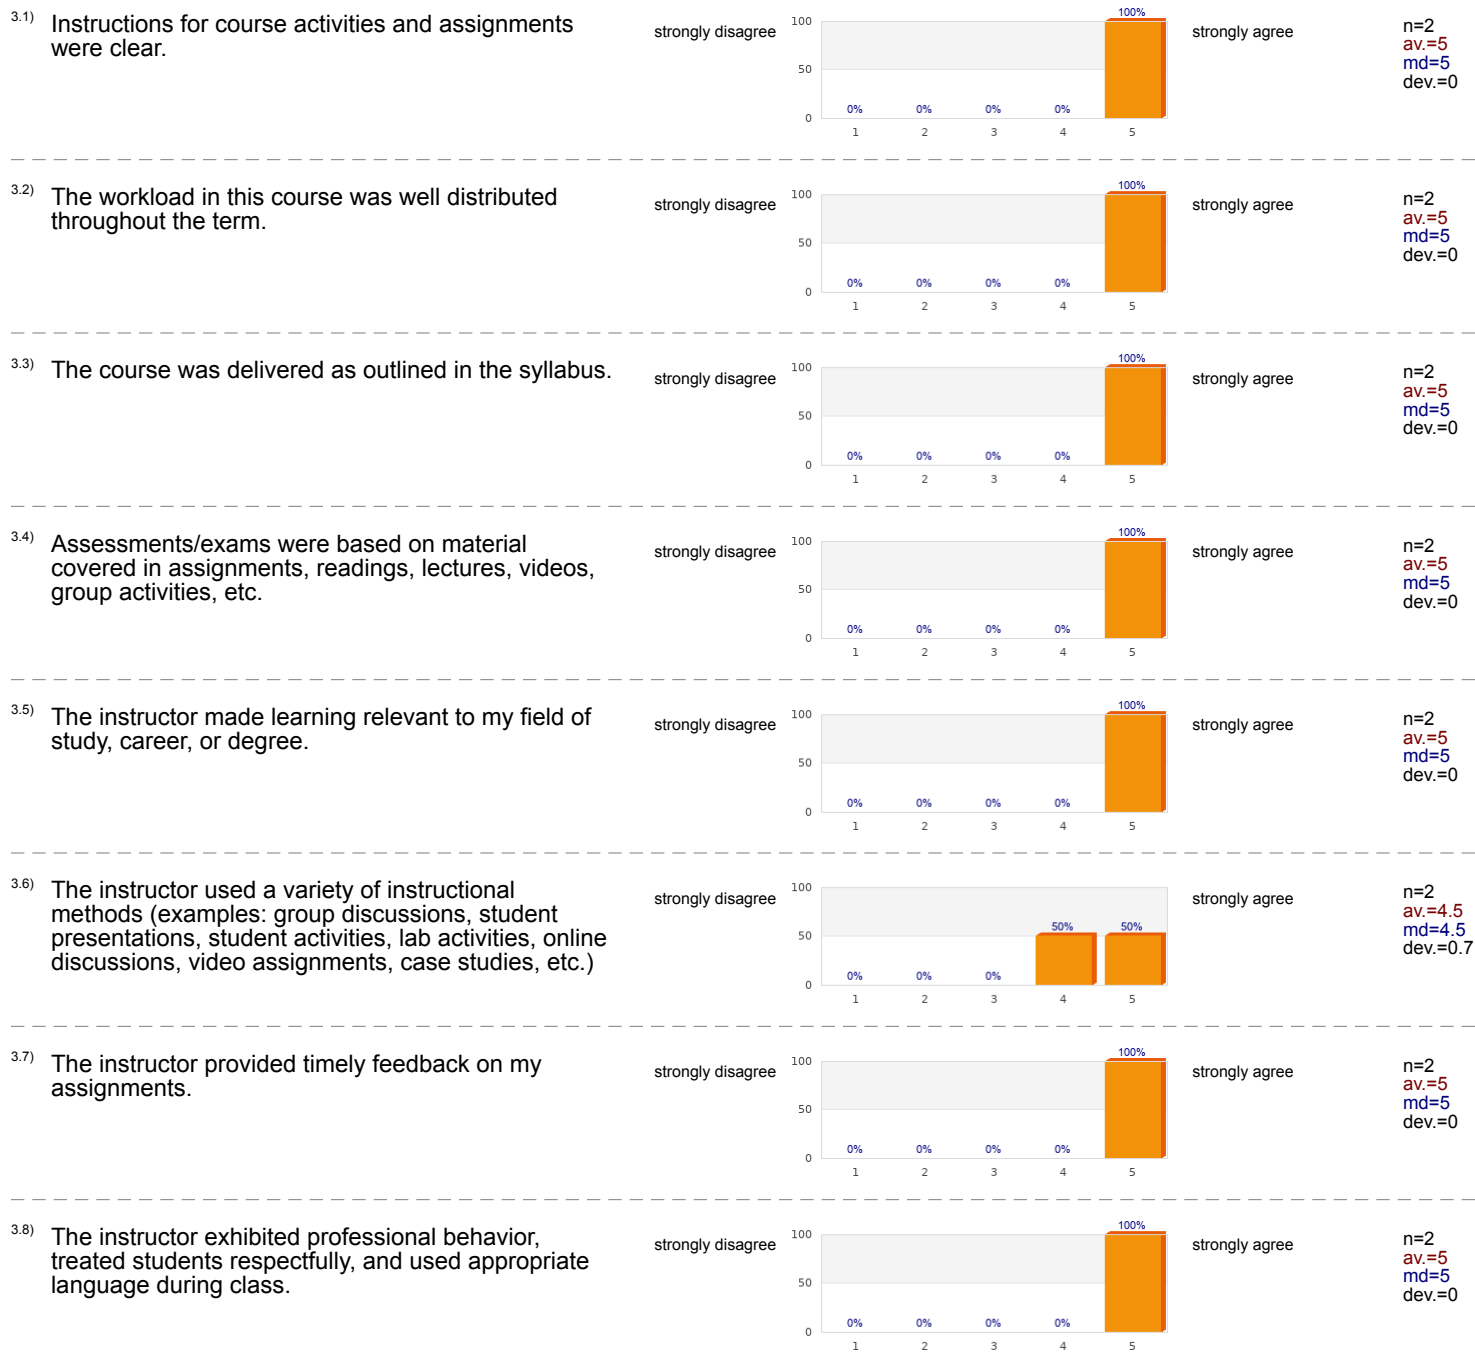 3.1) Instructions for course activities and assignments
were clear.
strongly disagree
100
50
0
0% 0% 0% 0% 100%
1 2 3 4 5
strongly agree
n=2
av.=5
md=5
dev.=0
3.2) The workload in this course was well distributed
throughout the term.
strongly disagree
100
50
0
0% 0% 0% 0% 100%
1 2 3 4 5
strongly agree
n=2
av.=5
md=5
dev.=0
3.3) The course was delivered as outlined in the syllabus.
strongly disagree
100
50
0
0% 0% 0% 0% 100%
1 2 3 4 5
strongly agree
n=2
av.=5
md=5
dev.=0
3.4) Assessments/exams were based on material
covered in assignments, readings, lectures, videos,
group activities, etc.
strongly disagree
100
50
0
0% 0% 0% 0% 100%
1 2 3 4 5
strongly agree
n=2
av.=5
md=5
dev.=0
3.5) The instructor made learning relevant to my field of
study, career, or degree.
strongly disagree
100
50
0
0% 0% 0% 0% 100%
1 2 3 4 5
strongly agree
n=2
av.=5
md=5
dev.=0
3.6) The instructor used a variety of instructional
methods (examples: group discussions, student
presentations, student activities, lab activities, online
discussions, video assignments, case studies, etc.)
strongly disagree
100
50
0
0% 0% 0% 50% 50%
1 2 3 4 5
strongly agree
n=2
av.=4.5
md=4.5
dev.=0.7
3.7) The instructor provided timely feedback on my
assignments.
strongly disagree
100
50
0
0% 0% 0% 0% 100%
1 2 3 4 5
strongly agree
n=2
av.=5
md=5
dev.=0
3.8) The instructor exhibited professional behavior,
treated students respectfully, and used appropriate
language during class.
strongly disagree
100
50
0
0% 0% 0% 0% 100%
1 2 3 4 5
strongly agree
n=2
av.=5
md=5
dev.=0